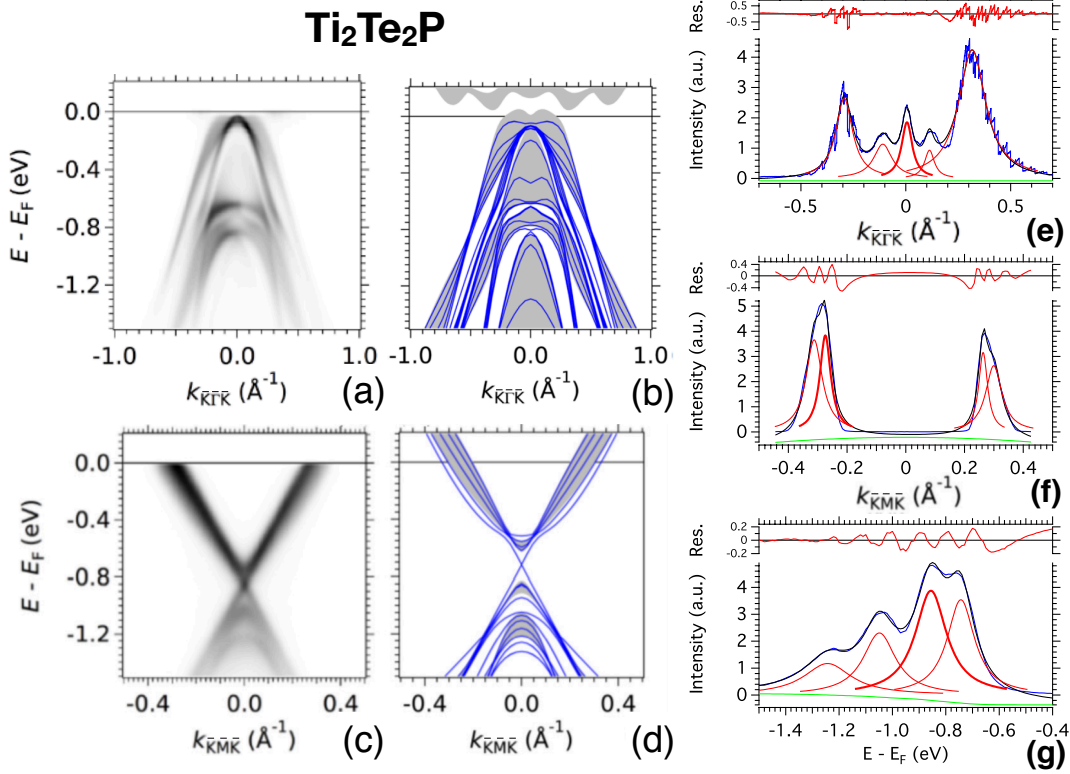 Ti₂Te₂P
0.0
-0.4
-0.8
-1.2
E - E_F (eV)
-1.0
0.0
1.0
k_K̄Γ̄K̄ (Å⁻¹)
(a)
-1.0
0.0
1.0
k_K̄Γ̄K̄ (Å⁻¹)
(b)
0.0
-0.4
-0.8
-1.2
E - E_F (eV)
-0.4
0.0
0.4
k_K̄M̄K̄ (Å⁻¹)
(c)
-0.4
0.0
0.4
k_K̄M̄K̄ (Å⁻¹)
(d)
Res.
0.5
-0.5
Intensity (a.u.)
4
3
2
1
0
-0.5
0
0.5
k_K̄Γ̄K̄ (Å⁻¹)
(e)
Res.
0.4
0
-0.4
Intensity (a.u.)
5
4
3
2
1
0
-0.4
-0.2
0
0.2
0.4
k_K̄M̄K̄ (Å⁻¹)
(f)
Res.
0.2
-0.2
Intensity (a.u.)
4
3
2
1
0
-1.4
-1.2
-1.0
-0.8
-0.6
-0.4
E - E_F (eV)
(g)